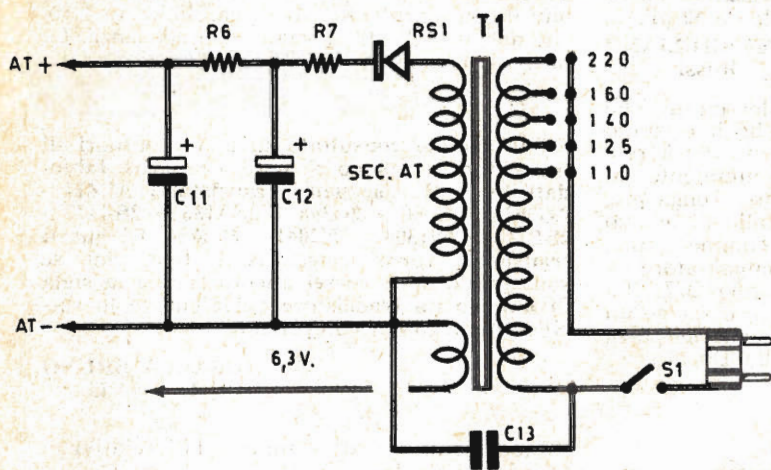 T1
R6
R7
RS1
AT+
220
160
140
125
110
+
+
C11
C12
SEC. AT
AT-
6,3 V.
S1
C13